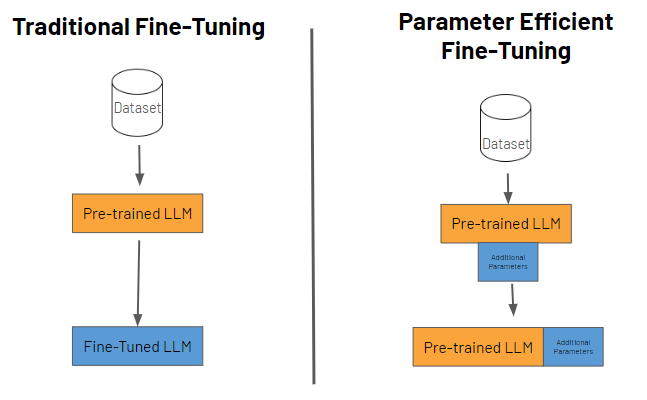 Traditional Fine-Tuning
Dataset
Pre-trained LLM
Fine-Tuned LLM
Parameter Efficient
Fine-Tuning
Dataset
Pre-trained LLM
Additional
Parameters
Pre-trained LLM
Additional
Parameters